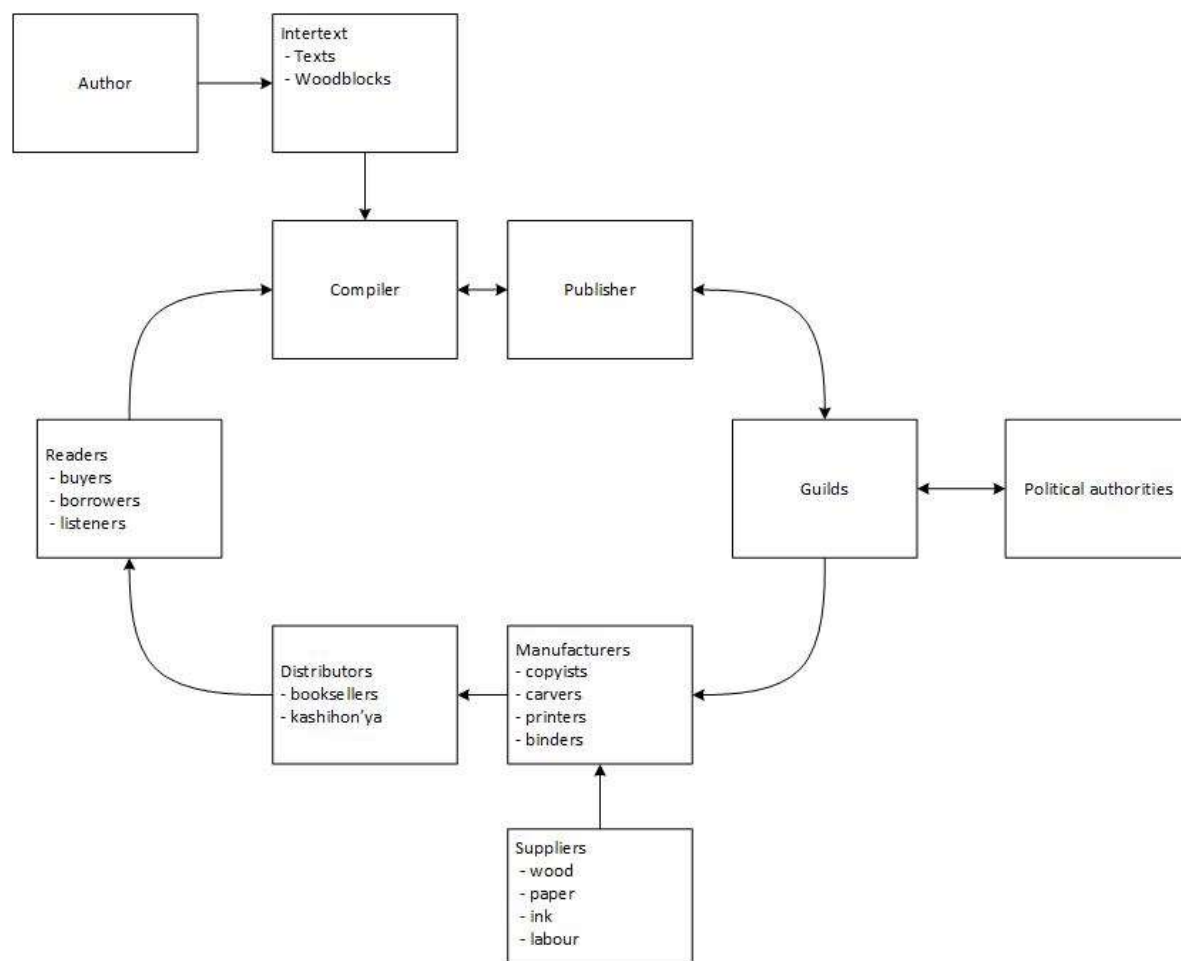 Author
Intertext
- Texts
- Woodblocks
Compiler
Publisher
Readers
- buyers
- borrowers
- listeners
Guilds
Political authorities
Distributors
- booksellers
- kashihon'ya
Manufacturers
- copyists
- carvers
- printers
- binders
Suppliers
- wood
- paper
- ink
- labour